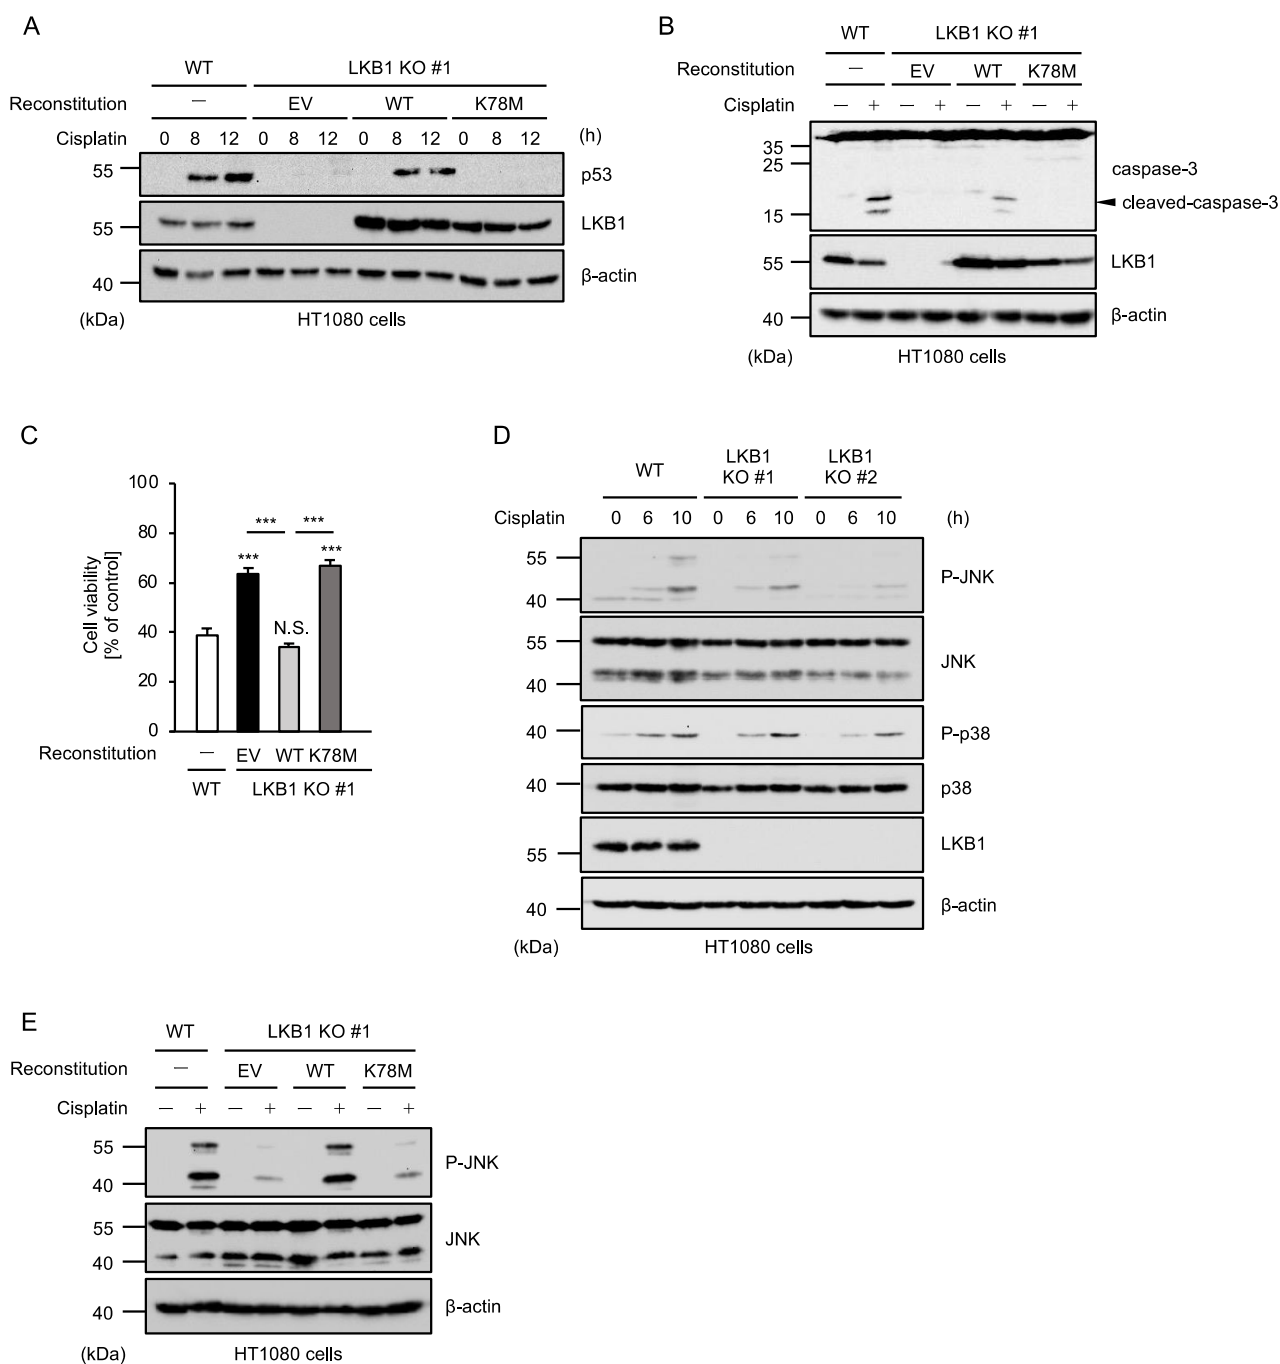 A
WT LKB1 KO #1
Reconstitution — EV WT K78M
Cisplatin 0 8 12 0 8 12 0 8 12 0 8 12 (h)
55 p53
55 LKB1
40 β-actin
(kDa) HT1080 cells
B
WT LKB1 KO #1
Reconstitution — EV WT K78M
Cisplatin — + — + — + — +
35
25 caspase-3
cleaved-caspase-3
15
55 LKB1
40 β-actin
(kDa) HT1080 cells
C
Cell viability
[% of control]
100
80
60
40
20
0
*** ***
*** ***
N.S.
Reconstitution — EV WT K78M
WT LKB1 KO #1
D
WT LKB1 KO #1 LKB1 KO #2
Cisplatin 0 6 10 0 6 10 0 6 10 (h)
55
P-JNK
40
55
JNK
40
40 P-p38
40 p38
LKB1
55
40 β-actin
(kDa) HT1080 cells
E
WT LKB1 KO #1
Reconstitution — EV WT K78M
Cisplatin — + — + — + — +
55
P-JNK
40
55
JNK
40
40 β-actin
(kDa) HT1080 cells